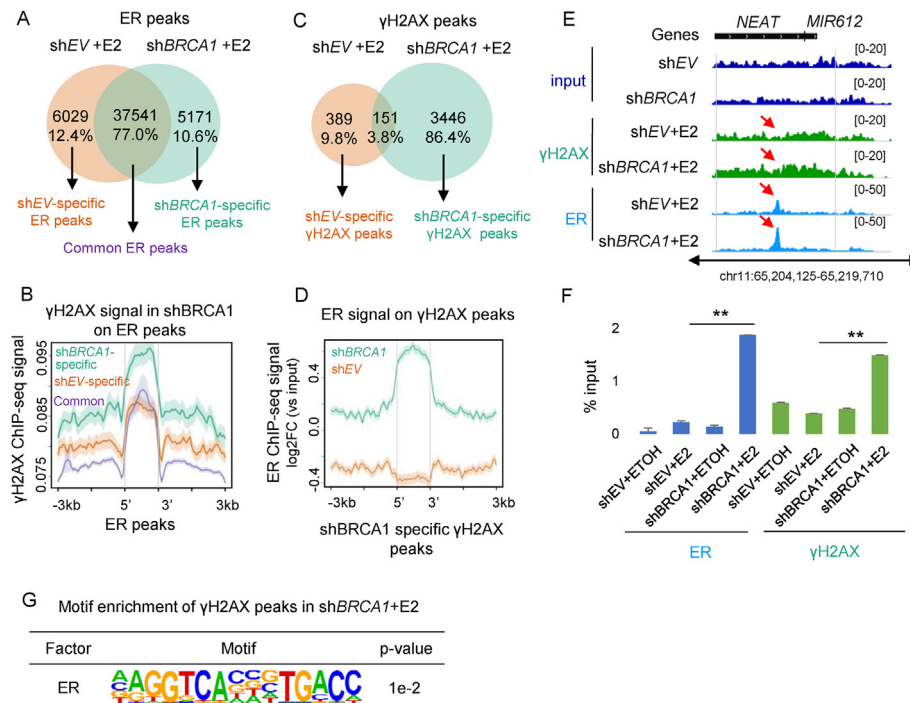 A
ER peaks
shEV +E2
shBRCA1 +E2
6029
12.4%
37541
77.0%
5171
10.6%
shEV-specific
ER peaks
shBRCA1-specific
ER peaks
Common ER peaks
C
γH2AX peaks
shEV +E2
shBRCA1 +E2
389
9.8%
151
3.8%
3446
86.4%
shEV-specific
γH2AX peaks
shBRCA1-specific
γH2AX peaks
E
NEAT
MIR612
Genes
input
shEV
[0-20]
shBRCA1
[0-20]
γH2AX
shEV+E2
[0-20]
shBRCA1+E2
[0-20]
ER
shEV+E2
[0-50]
shBRCA1+E2
[0-50]
chr11:65,204,125-65,219,710
B
γH2AX signal in shBRCA1
on ER peaks
γH2AX ChIP-seq signal
0.095
0.085
0.075
shBRCA1-
specific
shEV-specific
Common
-3kb
5'
3'
3kb
ER peaks
D
ER signal on γH2AX peaks
ER ChIP-seq signal
log2FC (vs input)
0.4
0.0
-0.4
shBRCA1
shEV
-3kb
5'
3'
3kb
shBRCA1 specific γH2AX
peaks
F
% input
2
1
0
**
**
shEV+ETOH
shEV+E2
shBRCA1+ETOH
shBRCA1+E2
shEV+ETOH
shEV+E2
shBRCA1+ETOH
shBRCA1+E2
ER
γH2AX
G
Motif enrichment of γH2AX peaks in shBRCA1+E2
Factor
Motif
p-value
ER
AGGTCA TGACC
1e-2